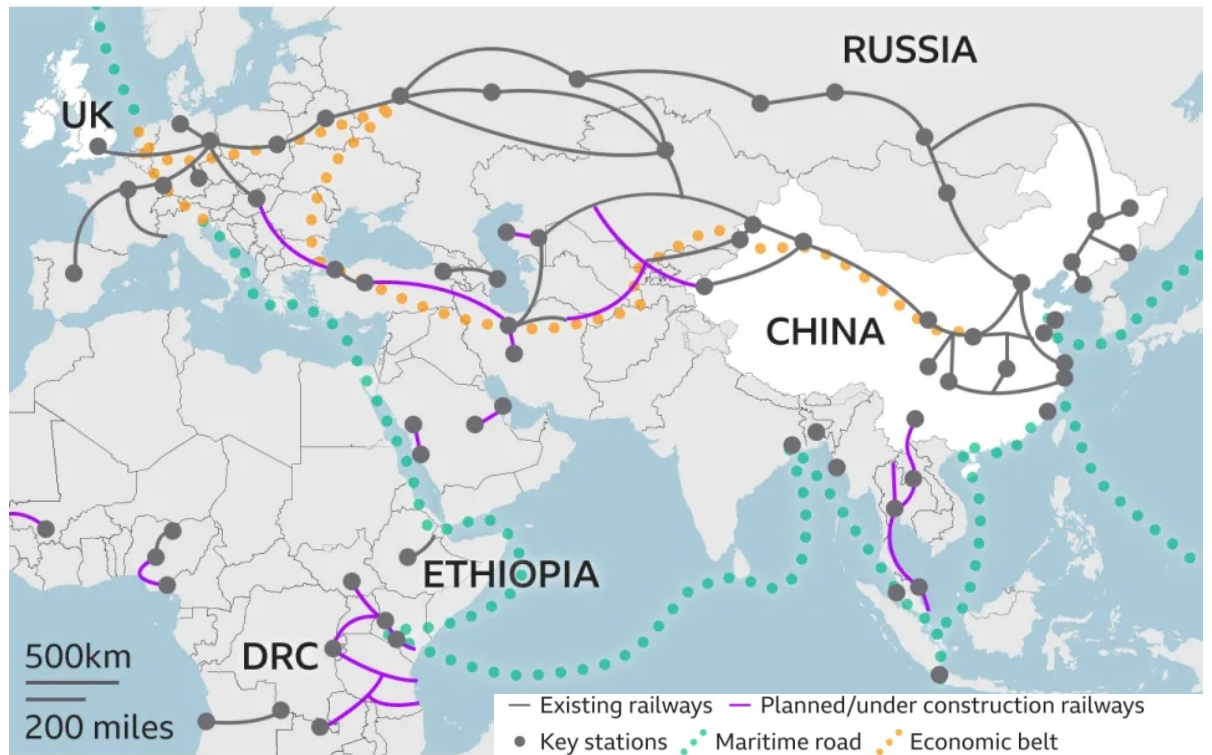 RUSSIA
UK
CHINA
ETHIOPIA
DRC
500km
200 miles
Existing railways
Planned/under construction railways
Key stations
Maritime road
Economic belt